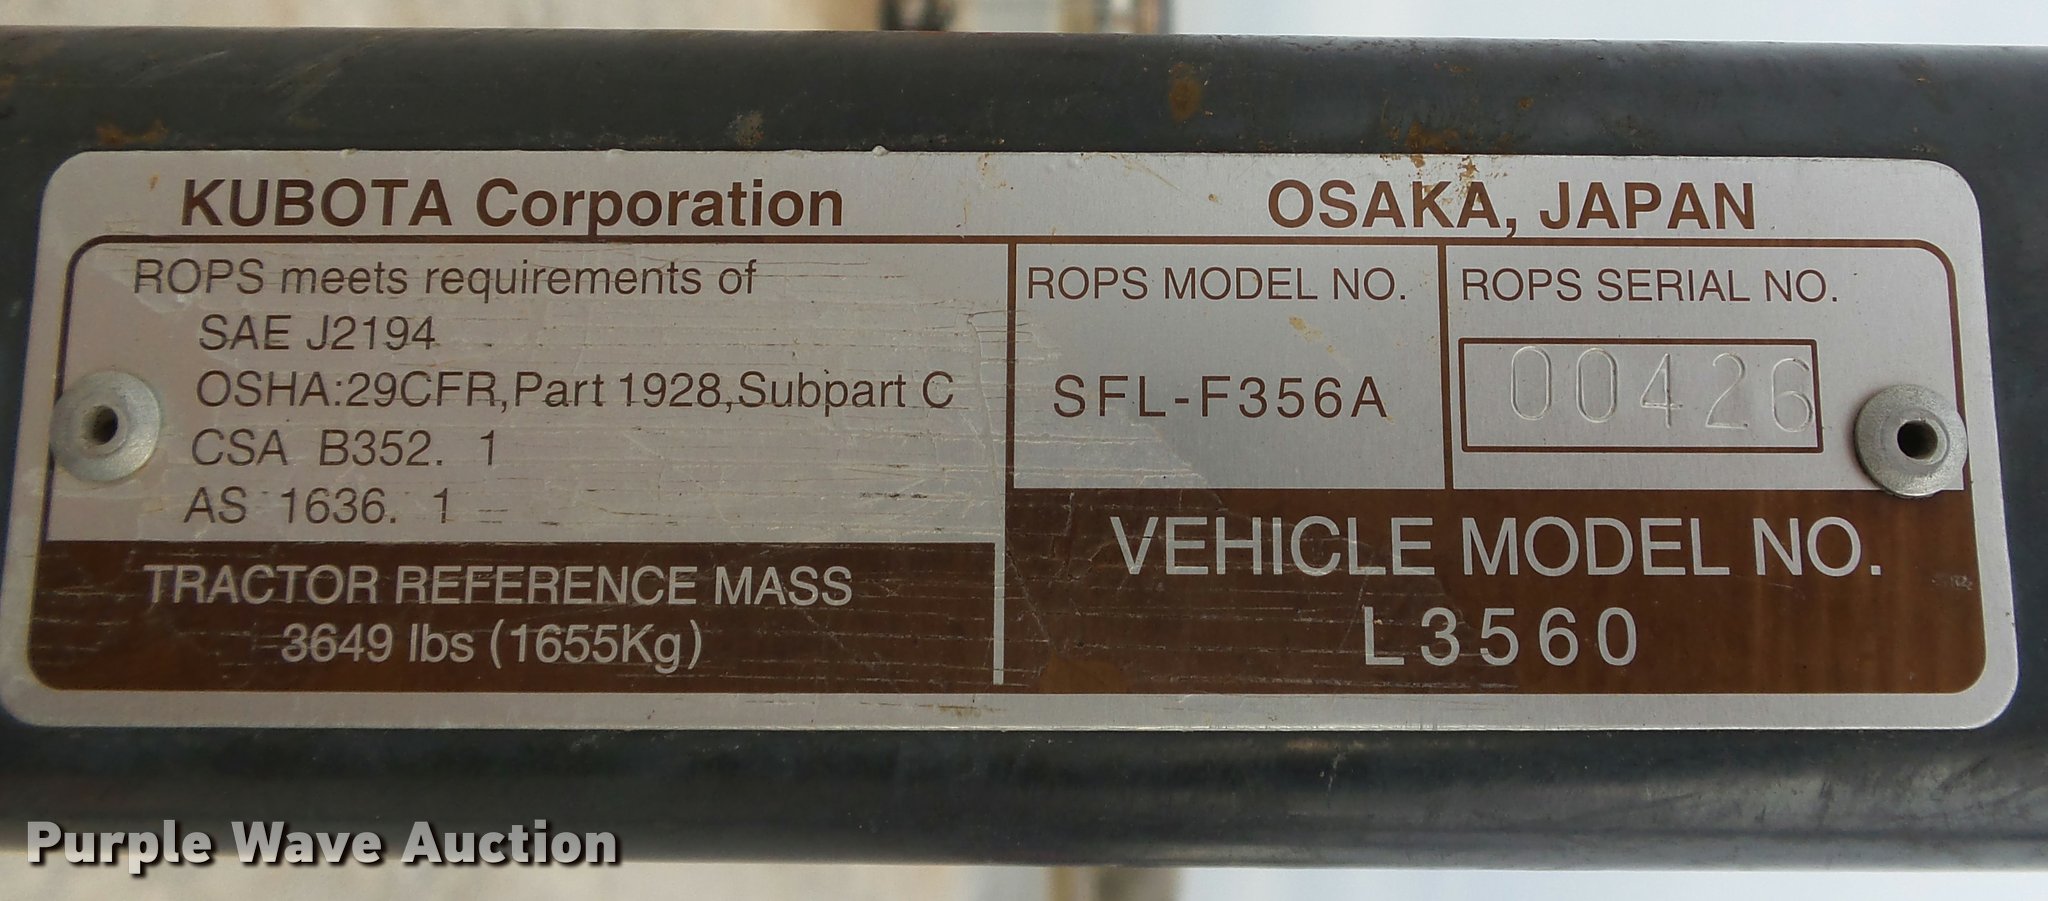 KUBOTA Corporation OSAKA, JAPAN
ROPS meets requirements of
SAE J2194
OSHA:29CFR,Part 1928,Subpart C
CSA B352. 1
AS 1636. 1
TRACTOR REFERENCE MASS
3649 lbs (1655Kg)
ROPS MODEL NO.
SFL-F356A
ROPS SERIAL NO.
00426
VEHICLE MODEL NO.
L3560
Purple Wave Auction